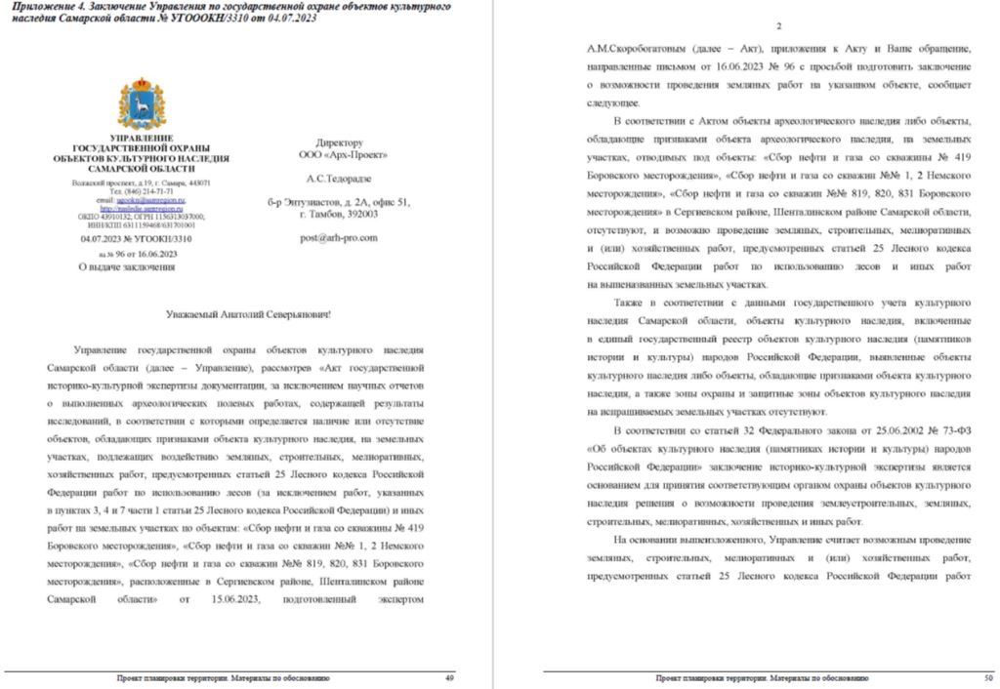 Приложение 4. Заключение Управления по государственной охране объектов культурного
наследия Самарской области № УГОООКН/3310 от 04.07.2023
УПРАВЛЕНИЕ
ГОСУДАРСТВЕННОЙ ОХРАНЫ
ОБЪЕКТОВ КУЛЬТУРНОГО НАСЛЕДИЯ
САМАРСКОЙ ОБЛАСТИ
Волжский проспект, д.19, г. Самара, 443071
Тел. (846) 214-71-71
email: ugookn@samregion.ru,
http://nasledie.samregion.ru
ОКПО 43910132; ОГРН 1156313037000;
ИНН/КПП 6311159468/631701001
04.07.2023 № УГООКН/3310
на № 96 от 16.06.2023
О выдаче заключения
Директору
ООО «Арх-Проект»
А.С.Тедорадзе
б-р Энтузиастов, д. 2А, офис 51,
г. Тамбов, 392003
post@arh-pro.com
Уважаемый Анатолий Северьянович!
Управление государственной охраны объектов культурного наследия
Самарской области (далее – Управление), рассмотрев «Акт государственной
историко-культурной экспертизы документации, за исключением научных отчетов
о выполненных археологических полевых работах, содержащей результаты
исследований, в соответствии с которыми определяется наличие или отсутствие
объектов, обладающих признаками объекта культурного наследия, на земельных
участках, подлежащих воздействию земляных, строительных, мелиоративных,
хозяйственных работ, предусмотренных статьей 25 Лесного кодекса Российской
Федерации работ по использованию лесов (за исключением работ, указанных
в пунктах 3, 4 и 7 части 1 статьи 25 Лесного кодекса Российской Федерации) и иных
работ на земельных участках по объектам: «Сбор нефти и газа со скважины № 419
Боровского месторождения», «Сбор нефти и газа со скважин №№ 1, 2 Немского
месторождения», «Сбор нефти и газа со скважин №№ 819, 820, 831 Боровского
месторождения», расположенные в Сергиевском районе, Шенталинском районе
Самарской области» от 15.06.2023, подготовленный экспертом
Проект планировки территории. Материалы по обоснованию 49
2
А.М.Скоробогатовым (далее – Акт), приложения к Акту и Ваше обращение,
направленные письмом от 16.06.2023 № 96 с просьбой подготовить заключение
о возможности проведения земляных работ на указанном объекте, сообщает
следующее.
В соответствии с Актом объекты археологического наследия либо объекты,
обладающие признаками объекта археологического наследия, на земельных
участках, отводимых под объекты: «Сбор нефти и газа со скважины № 419
Боровского месторождения», «Сбор нефти и газа со скважин №№ 1, 2 Немского
месторождения», «Сбор нефти и газа со скважин №№ 819, 820, 831 Боровского
месторождения» в Сергиевском районе, Шенталинском районе Самарской области,
отсутствуют, и возможно проведение земляных, строительных, мелиоративных
и (или) хозяйственных работ, предусмотренных статьей 25 Лесного кодекса
Российской Федерации работ по использованию лесов и иных работ
на вышеназванных земельных участках.
Также в соответствии с данными государственного учета культурного
наследия Самарской области, объекты культурного наследия, включенные
в единый государственный реестр объектов культурного наследия (памятников
истории и культуры) народов Российской Федерации, выявленные объекты
культурного наследия либо объекты, обладающие признаками объекта культурного
наследия, а также зоны охраны и защитные зоны объектов культурного наследия
на испрашиваемых земельных участках отсутствуют.
В соответствии со статьей 32 Федерального закона от 25.06.2002 № 73-ФЗ
«Об объектах культурного наследия (памятниках истории и культуры) народов
Российской Федерации» заключение историко-культурной экспертизы является
основанием для принятия соответствующим органом охраны объектов культурного
наследия решения о возможности проведения землеустроительных, земляных,
строительных, мелиоративных, хозяйственных и иных работ.
На основании вышеизложенного, Управление считает возможным проведение
земляных, строительных, мелиоративных и (или) хозяйственных работ,
предусмотренных статьей 25 Лесного кодекса Российской Федерации работ
Проект планировки территории. Материалы по обоснованию 50